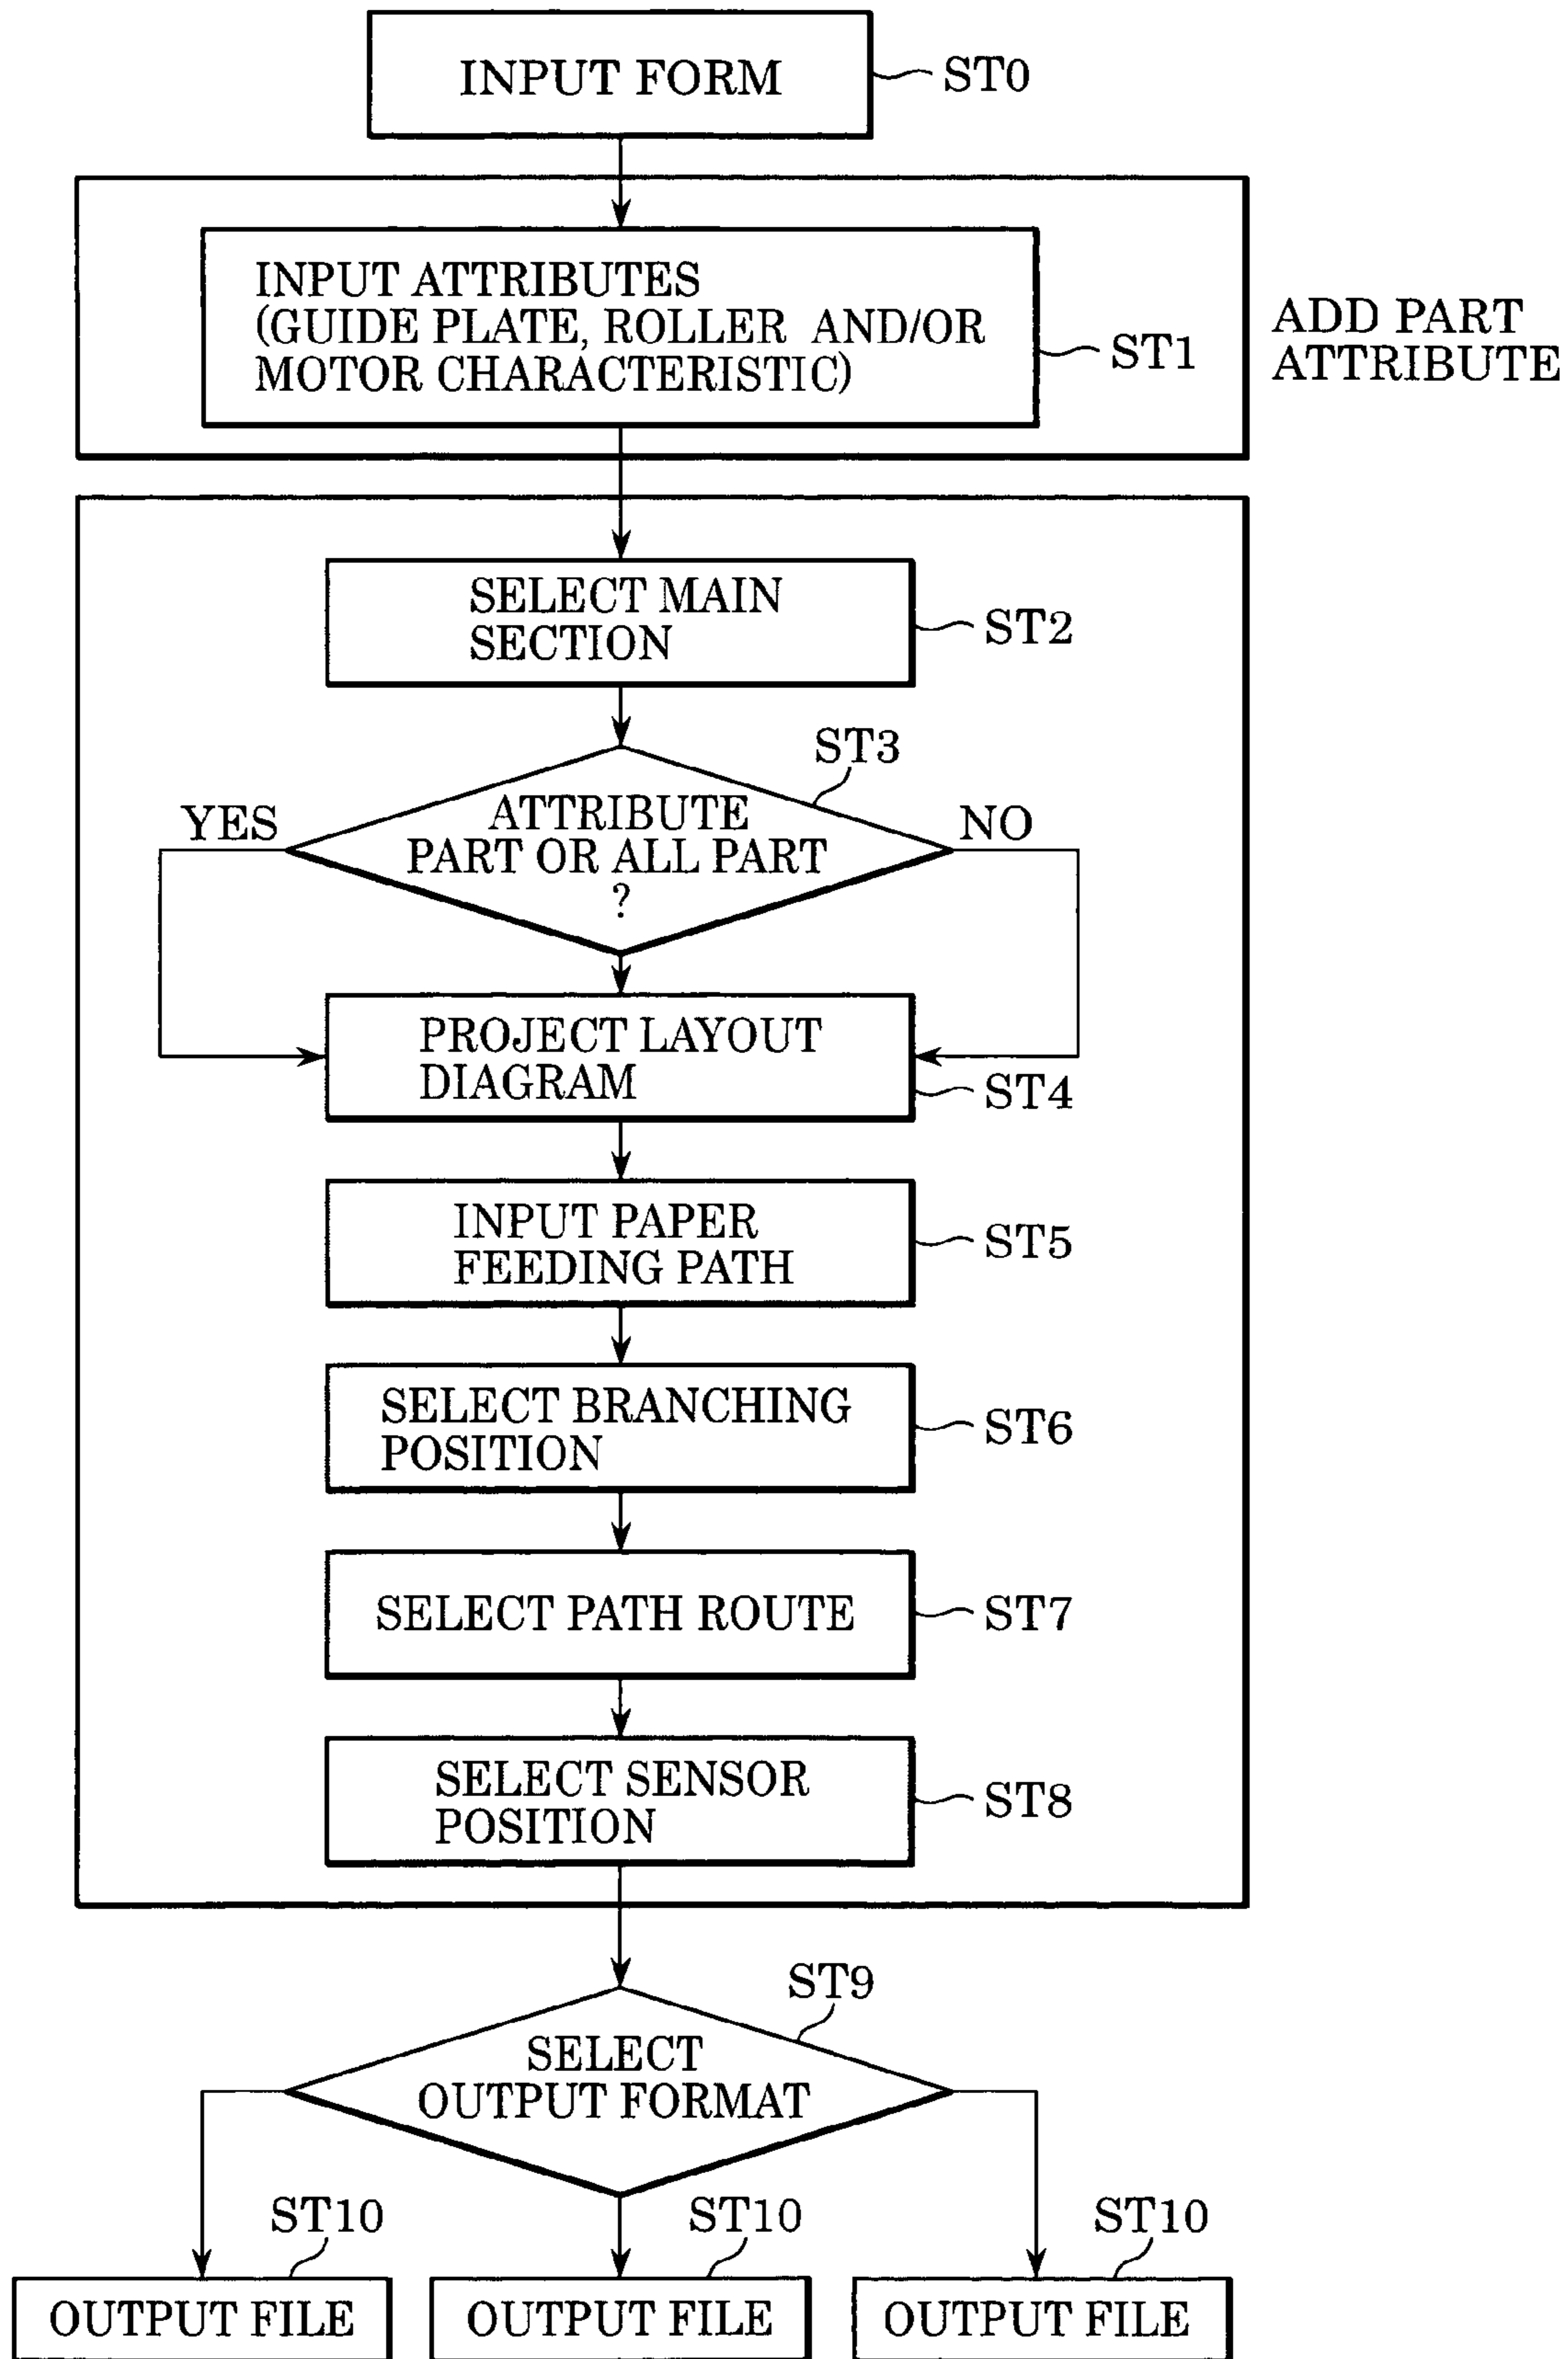 INPUT FORM
ST0
INPUT ATTRIBUTES
(GUIDE PLATE, ROLLER AND/OR
MOTOR CHARACTERISTIC)
ST1
ADD PART
ATTRIBUTE
SELECT MAIN
SECTION
ST2
ST3
YES
NO
ATTRIBUTE
PART OR ALL PART
?
PROJECT LAYOUT
DIAGRAM
ST4
INPUT PAPER
FEEDING PATH
ST5
SELECT BRANCHING
POSITION
ST6
SELECT PATH ROUTE
ST7
SELECT SENSOR
POSITION
ST8
ST9
SELECT
OUTPUT FORMAT
ST10
ST10
ST10
OUTPUT FILE
OUTPUT FILE
OUTPUT FILE